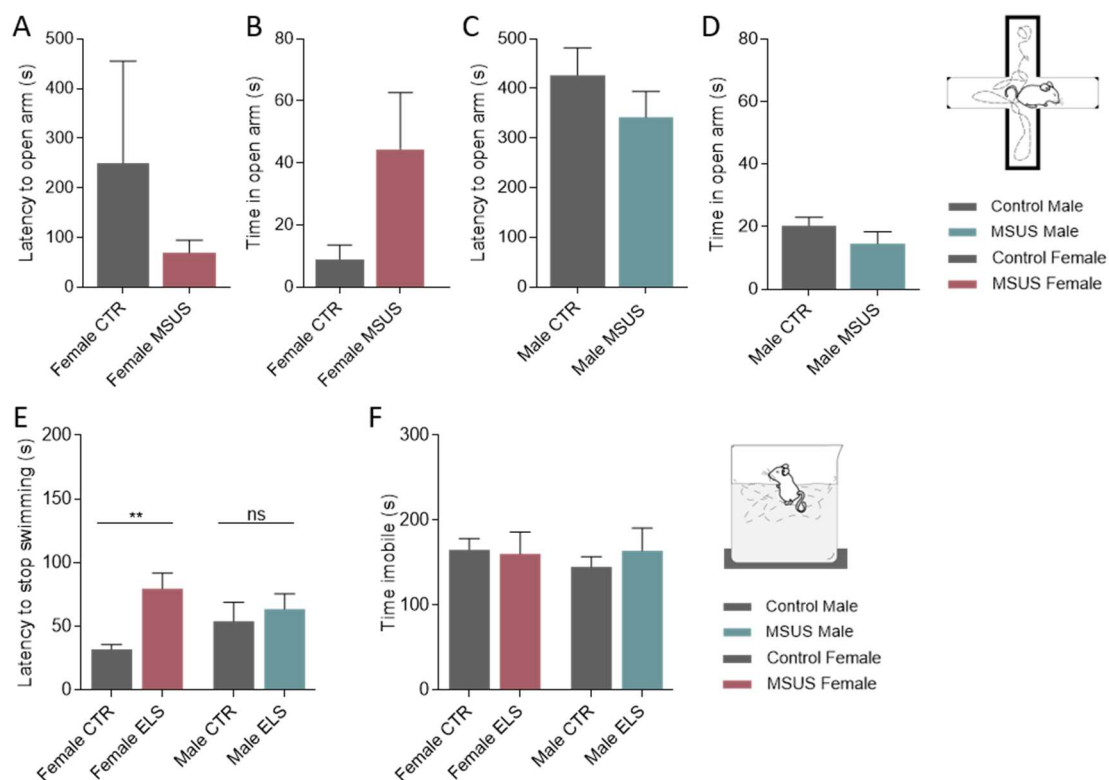 A
Latency to open arm (s)
500
400
300
200
100
0
Female CTR
Female MSUS
B
Time in open arm (s)
80
60
40
20
0
Female CTR
Female MSUS
C
Latency to open arm (s)
500
400
300
200
100
0
Male CTR
Male MSUS
D
Time in open arm (s)
80
60
40
20
0
Male CTR
Male MSUS
Control Male
MSUS Male
Control Female
MSUS Female
E
Latency to stop swimming (s)
200
150
100
50
0
**
ns
Female CTR
Female ELS
Male CTR
Male ELS
F
Time imobile (s)
300
200
100
0
Female CTR
Female ELS
Male CTR
Male ELS
Control Male
MSUS Male
Control Female
MSUS Female